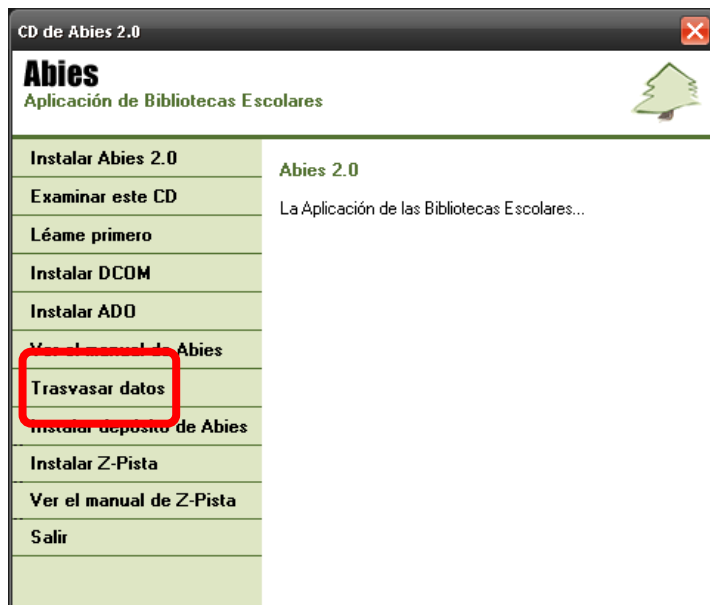 CD de Abies 2.0
Abies
Aplicación de Bibliotecas Escolares
Instalar Abies 2.0
Examinar este CD
Léame primero
Instalar DCOM
Instalar ADO
Ver el manual de Abies
Trasvasar datos
Instalar depósito de Abies
Instalar Z-Pista
Ver el manual de Z-Pista
Salir
Abies 2.0
La Aplicación de las Bibliotecas Escolares...